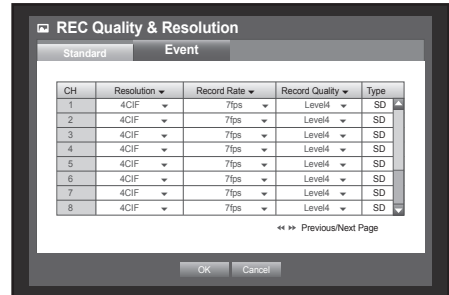 REC Quality & Resolution
Standard Event
CH Resolution Record Rate Record Quality Type
1 4CIF 7fps Level4 SD
2 4CIF 7fps Level4 SD
3 4CIF 7fps Level4 SD
4 4CIF 7fps Level4 SD
5 4CIF 7fps Level4 SD
6 4CIF 7fps Level4 SD
7 4CIF 7fps Level4 SD
8 4CIF 7fps Level4 SD
Previous/Next Page
OK Cancel